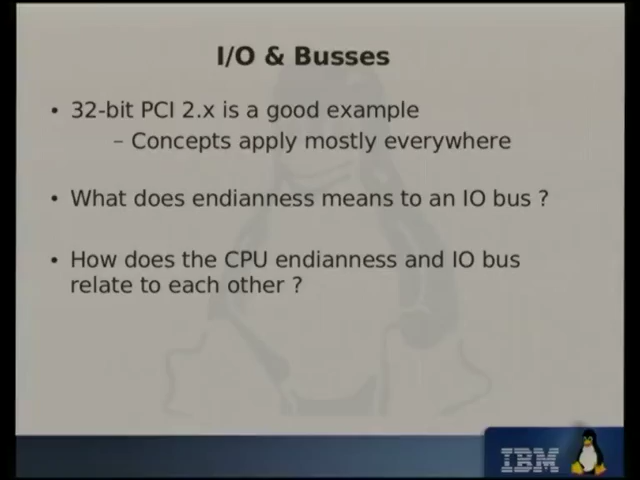 I/O & Busses
• 32-bit PCI 2.x is a good example
– Concepts apply mostly everywhere
• What does endianness means to an IO bus ?
• How does the CPU endianness and IO bus
relate to each other ?
IBM